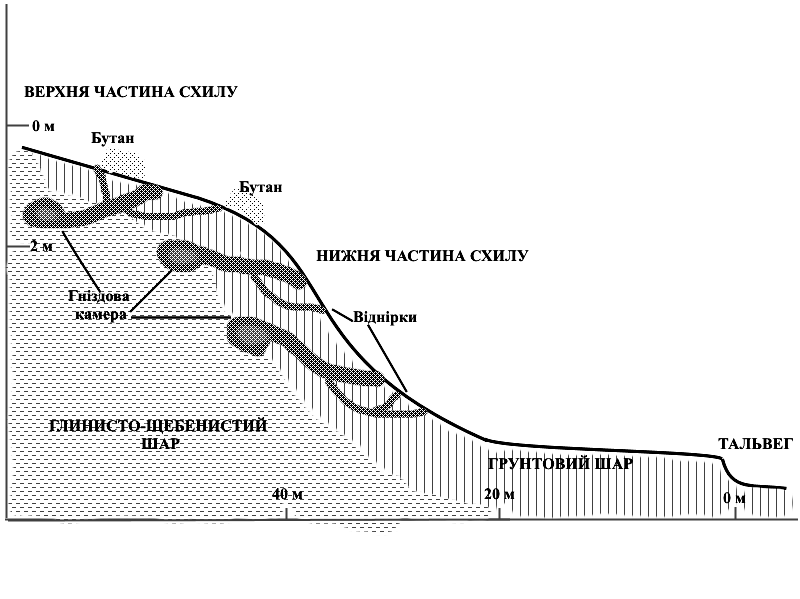 ВЕРХНЯ ЧАСТИНА СХИЛУ
0 м
Бутан
Бутан
2 м
НИЖНЯ ЧАСТИНА СХИЛУ
Гніздова
камера
Віднірки
ГЛИНИСТО-ЩЕБЕНИСТИЙ
ШАР
ТАЛЬВЕГ
ГРУНТОВИЙ ШАР
40 м
20 м
0 м